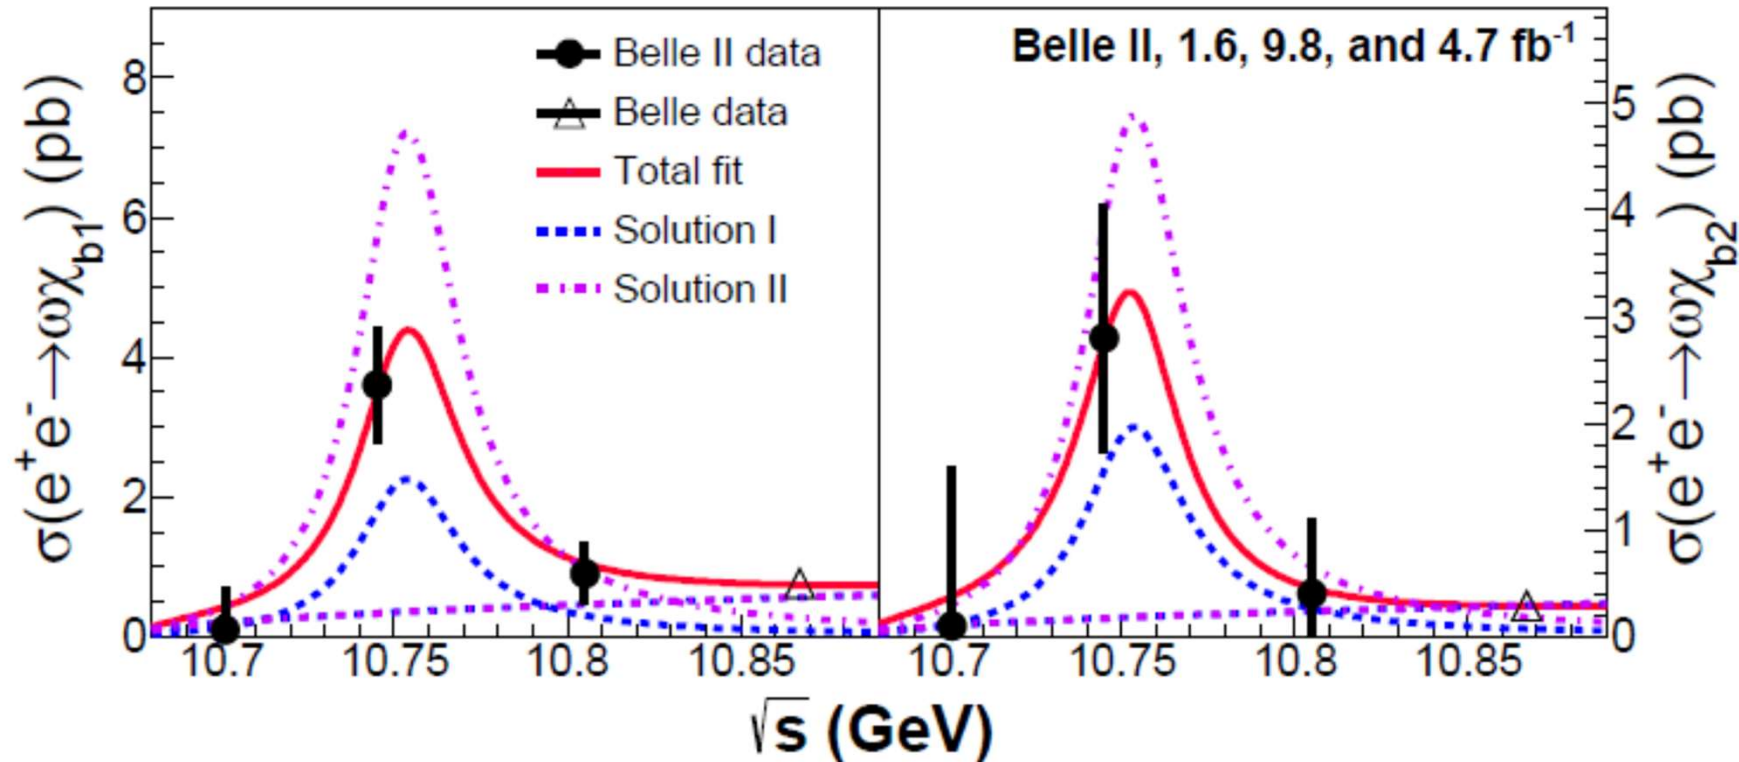 Belle II data
Belle data
Total fit
Solution I
Solution II
Belle II, 1.6, 9.8, and 4.7 fb⁻¹
σ(e⁺e⁻→ωχb1) (pb)
8
6
4
2
0
5
4
3
2
1
0
σ(e⁺e⁻→ωχb2) (pb)
10.7 10.75 10.8 10.85 10.7 10.75 10.8 10.85
√s (GeV)